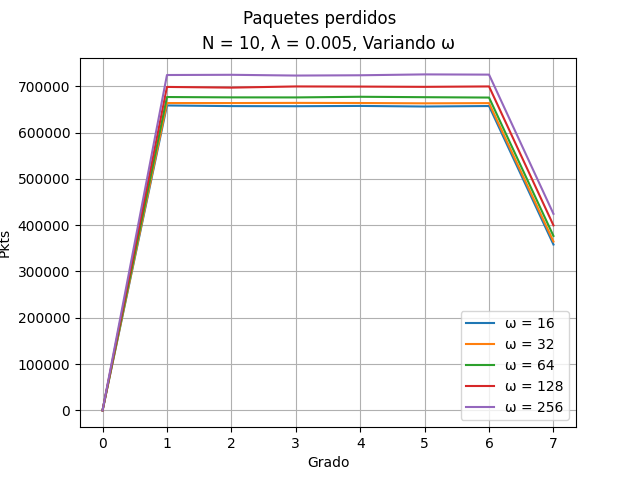 Paquetes perdidos
N = 10, λ = 0.005, Variando ω
700000
600000
500000
400000
300000
200000
100000
0
Pkts
0 1 2 3 4 5 6 7
Grado
ω = 16
ω = 32
ω = 64
ω = 128
ω = 256